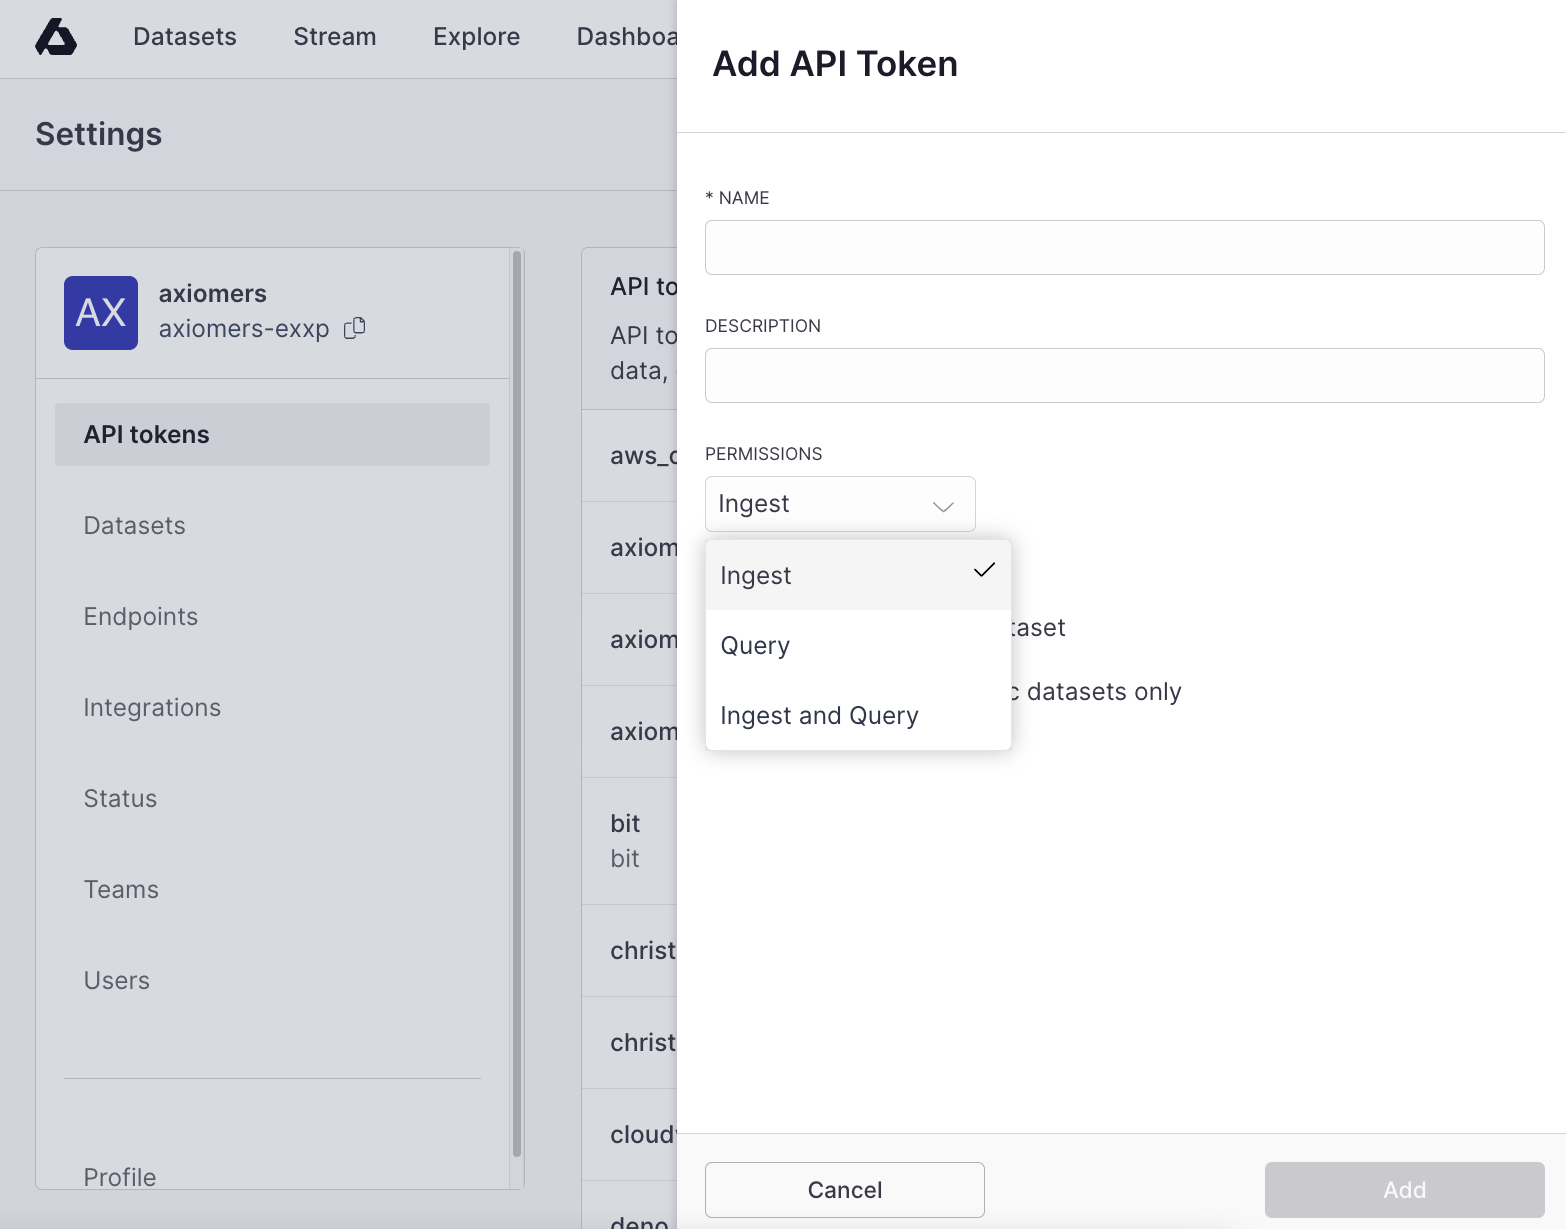 Datasets Stream Explore Dashboa
Settings
AX
axiomers
axiomers-exxp
API tokens
Datasets
Endpoints
Integrations
Status
Teams
Users
Profile
API to
API to
data,
aws_c
axiom
axiom
axiom
bit
bit
christ
christ
cloud
deno
Add API Token
* NAME
DESCRIPTION
PERMISSIONS
Ingest
Ingest
Query
Ingest and Query
taset
c datasets only
Cancel
Add